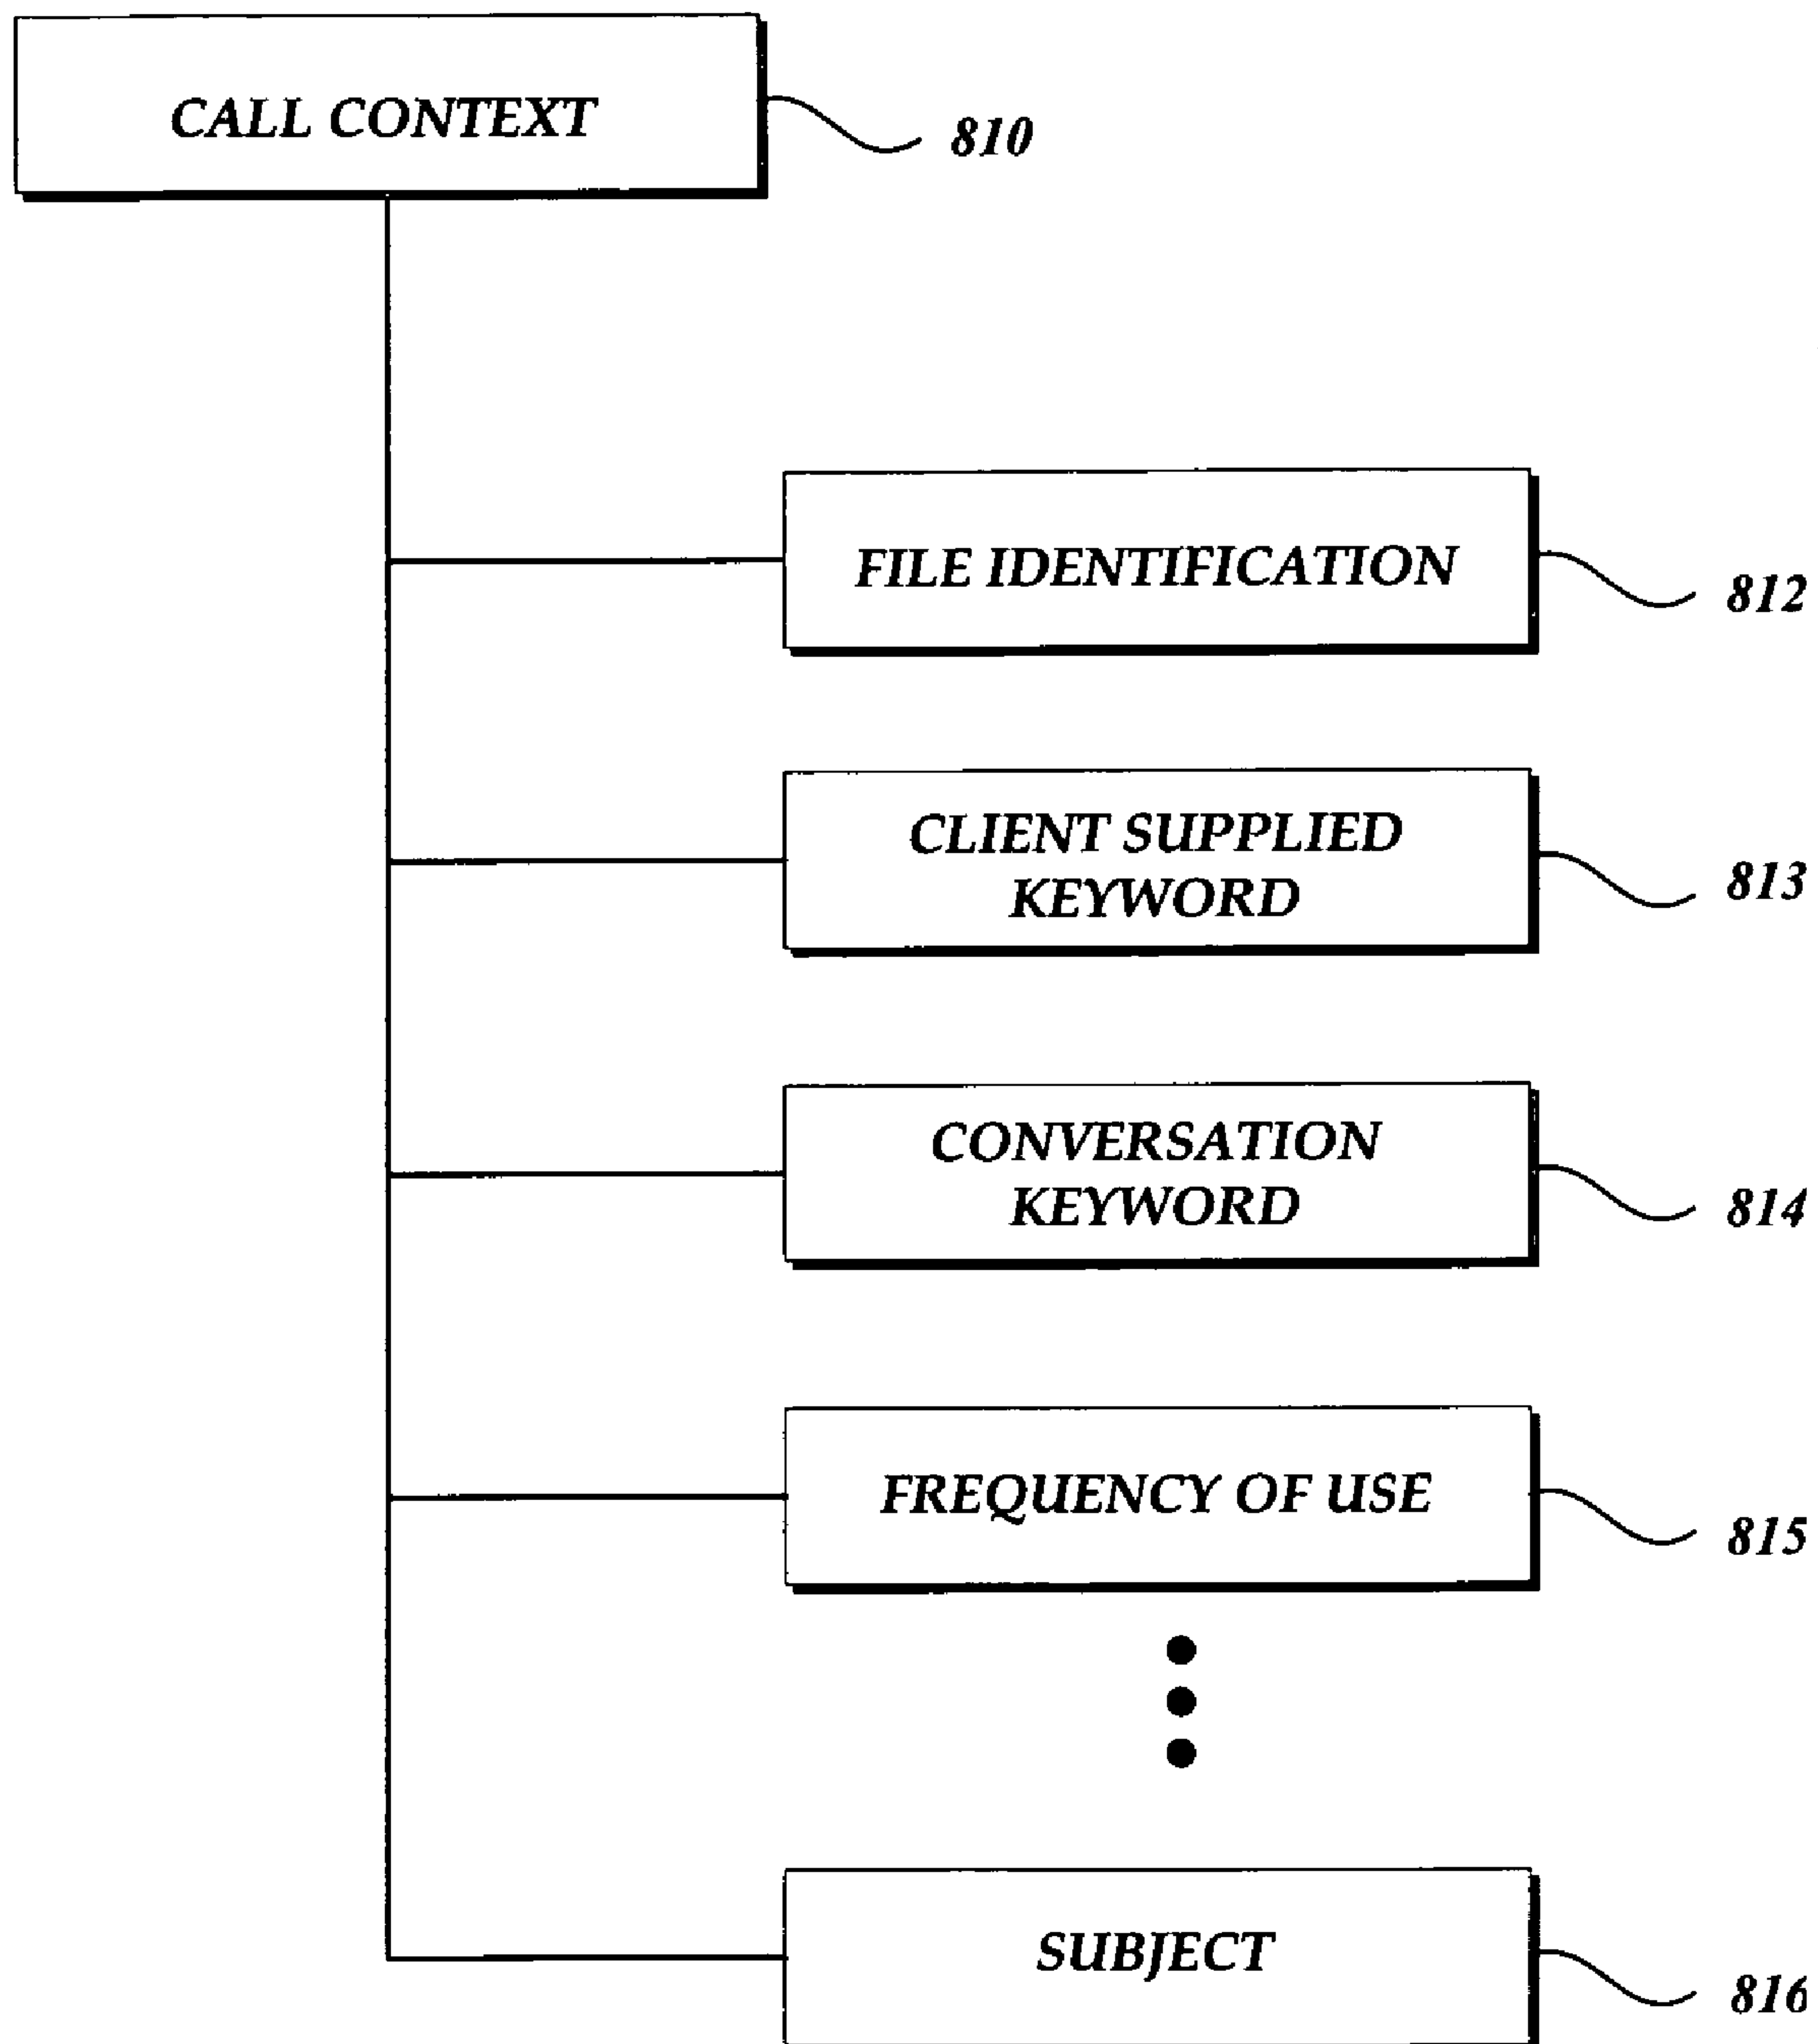 CALL CONTEXT
810
FILE IDENTIFICATION
812
CLIENT SUPPLIED
KEYWORD
813
CONVERSATION
KEYWORD
814
FREQUENCY OF USE
815
SUBJECT
816